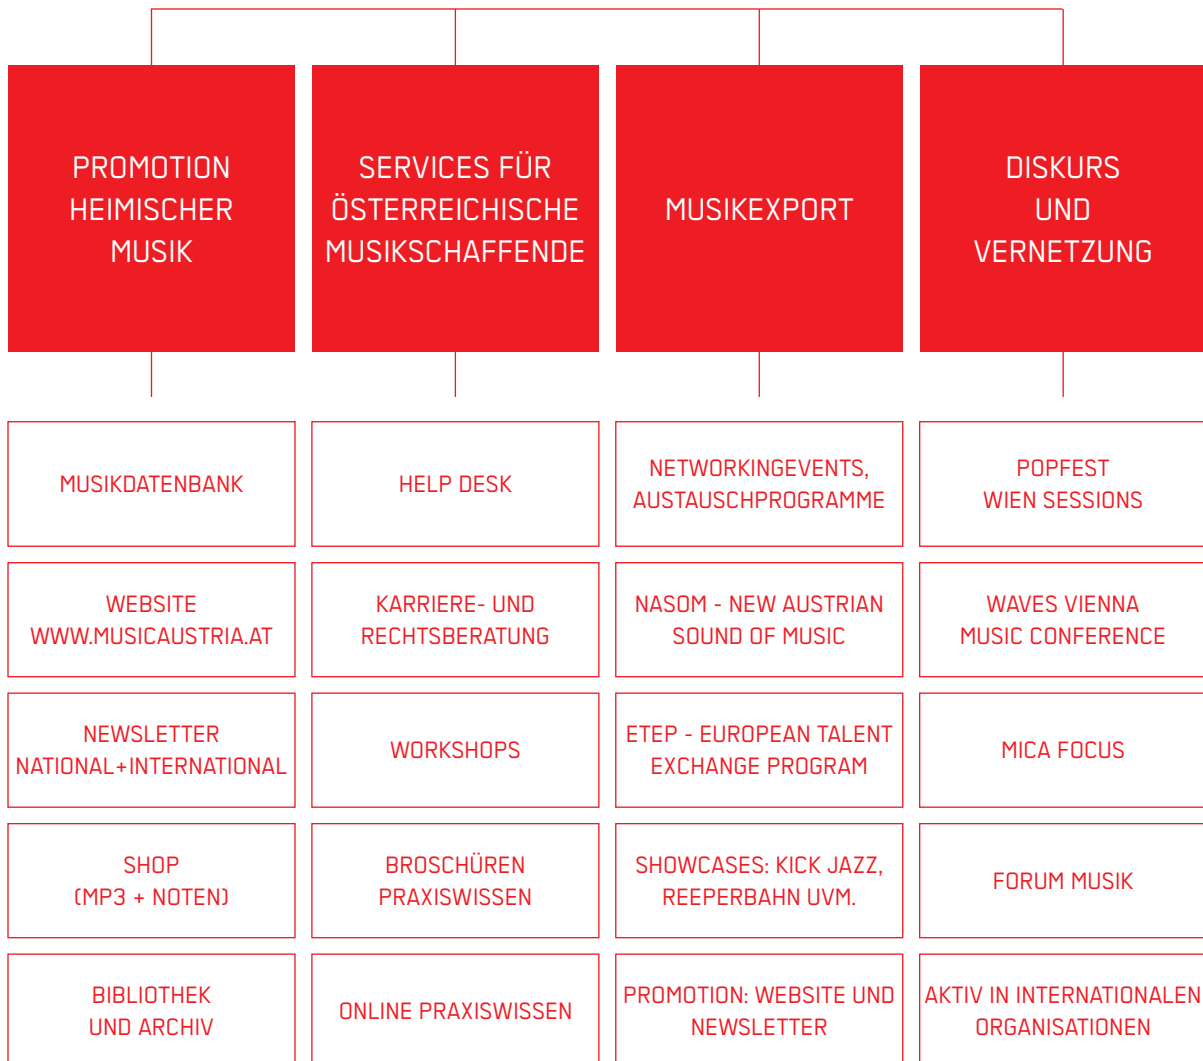 PROMOTION
HEIMISCHER
MUSIK
SERVICES FÜR
ÖSTERREICHISCHE
MUSIKSCHAFFENDE
MUSIKEXPORT
DISKURS
UND
VERNETZUNG
MUSIKDATENBANK
HELP DESK
NETWORKINGEVENTS,
AUSTAUSCHPROGRAMME
POPFEST
WIEN SESSIONS
WEBSITE
WWW.MUSICAUSTRIA.AT
KARRIERE- UND
RECHTSBERATUNG
NASOM - NEW AUSTRIAN
SOUND OF MUSIC
WAVES VIENNA
MUSIC CONFERENCE
NEWSLETTER
NATIONAL+INTERNATIONAL
WORKSHOPS
ETEP - EUROPEAN TALENT
EXCHANGE PROGRAM
MICA FOCUS
SHOP
(MP3 + NOTEN)
BROSCHÜREN
PRAXISWISSEN
SHOWCASES: KICK JAZZ,
REEPERBAHN UVM.
FORUM MUSIK
BIBLIOTHEK
UND ARCHIV
ONLINE PRAXISWISSEN
PROMOTION: WEBSITE UND
NEWSLETTER
AKTIV IN INTERNATIONALEN
ORGANISATIONEN